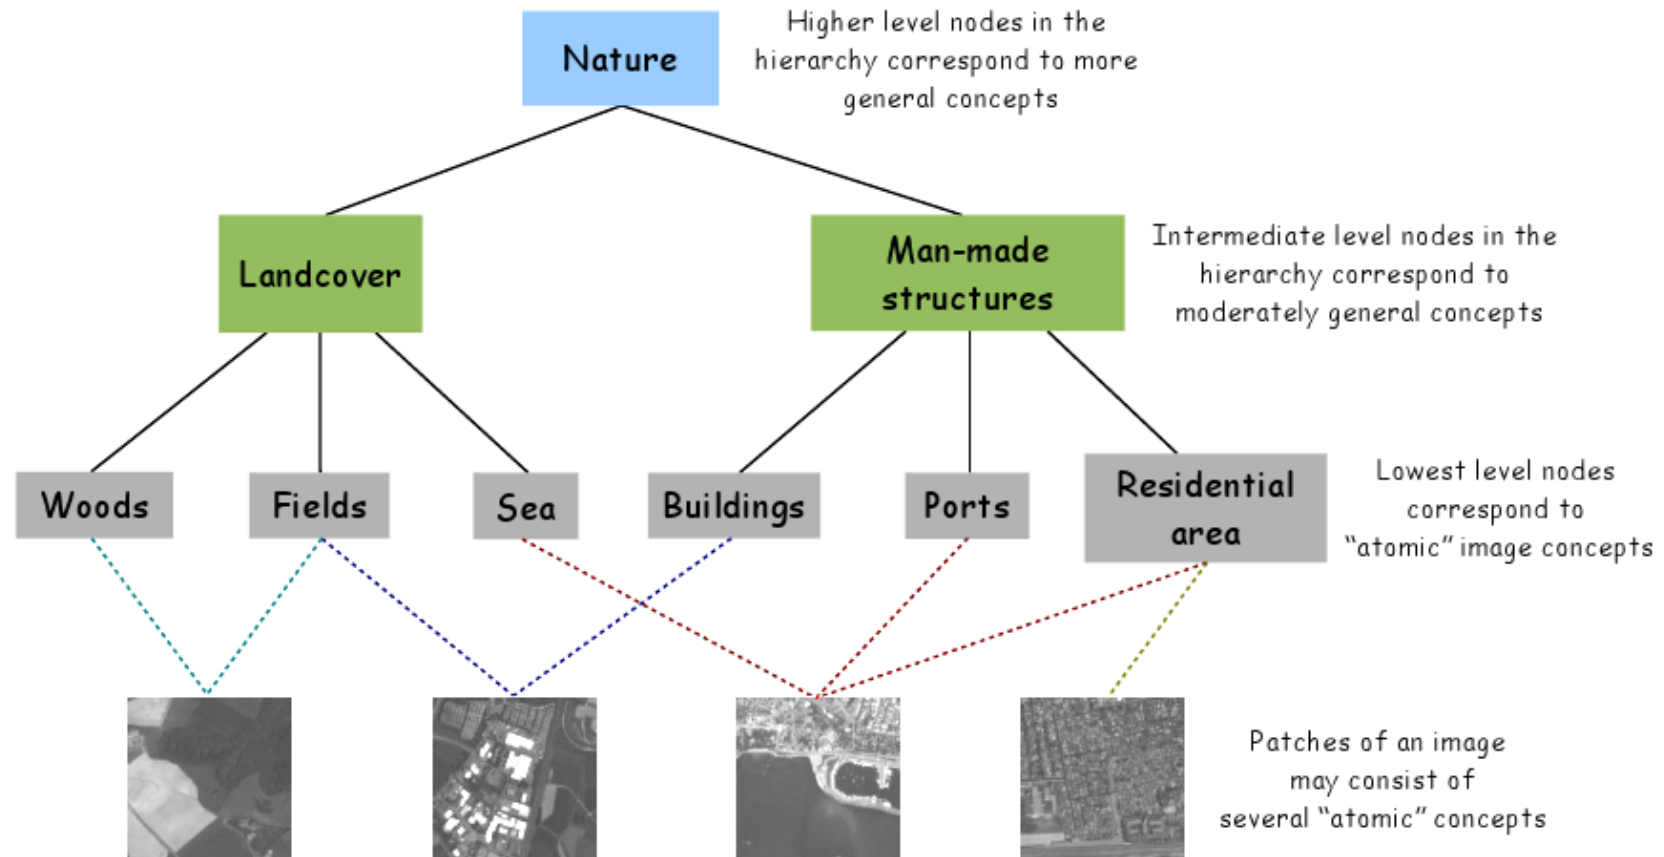 Nature
Higher level nodes in the
hierarchy correspond to more
general concepts
Landcover
Man-made
structures
Intermediate level nodes in the
hierarchy correspond to
moderately general concepts
Woods
Fields
Sea
Buildings
Ports
Residential
area
Lowest level nodes
correspond to
“atomic” image concepts
Patches of an image
may consist of
several “atomic” concepts